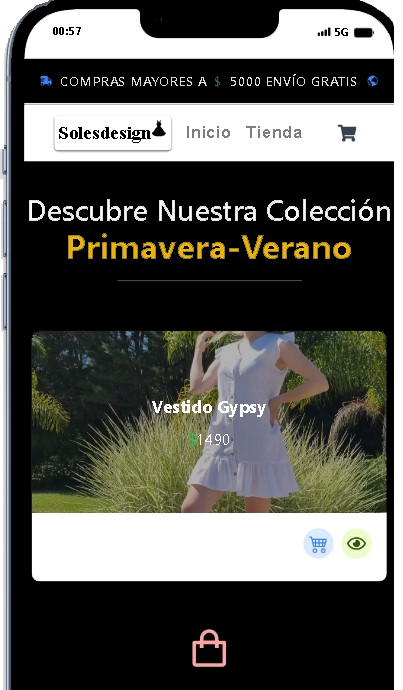 00:57 5G
COMPRAS MAYORES A $ 5000 ENVÍO GRATIS
Solesdesign Inicio Tienda
Descubre Nuestra Colección
Primavera-Verano
Vestido Gypsy
$1490